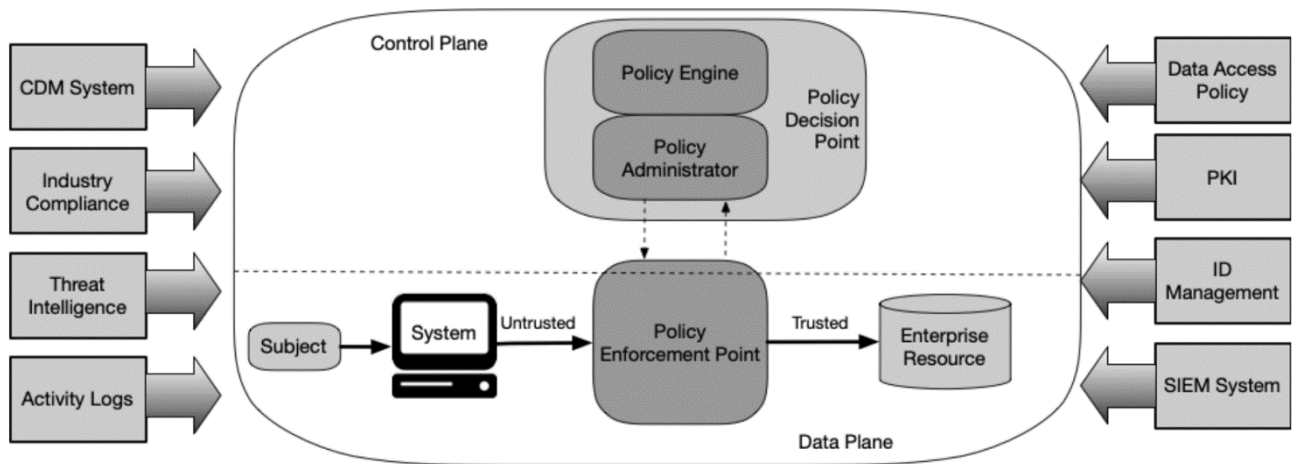 Control Plane
CDM System
Industry
Compliance
Threat
Intelligence
Activity Logs
Policy Engine
Policy
Administrator
Policy
Decision
Point
Subject
System
Untrusted
Policy
Enforcement Point
Trusted
Enterprise
Resource
Data Plane
Data Access
Policy
PKI
ID
Management
SIEM System